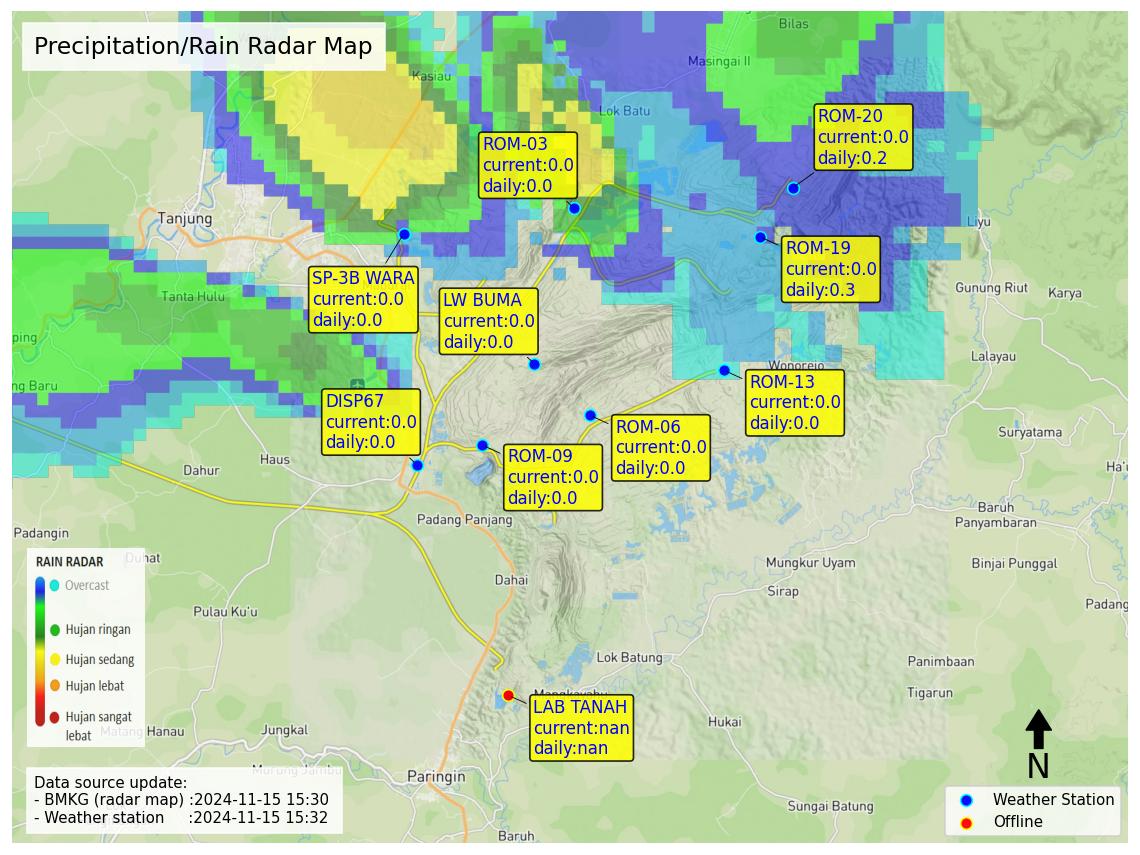 Precipitation/Rain Radar Map
Bilas
Masingai II
Kasiau
Lok Batu
ROM-20
current:0.0
daily:0.2
ROM-03
current:0.0
daily:0.0
Tanjung
Liyu
ROM-19
current:0.0
daily:0.3
SP-3B WARA
current:0.0
daily:0.0
Tanta Hulu
LW BUMA
current:0.0
daily:0.0
Gunung Riut
Karya
ping
Lalayau
Wonorejo
ng Baru
ROM-13
current:0.0
daily:0.0
DISP67
current:0.0
daily:0.0
ROM-06
current:0.0
daily:0.0
Suryatama
ROM-09
current:0.0
daily:0.0
Haus
Dahur
Ha'u
Baruh
Panyambaran
Padang Panjang
Padangin
Duhat
Mungkur Uyam
Binjai Punggal
Dahai
Sirap
Padang
Pulau Ku'u
RAIN RADAR
Overcast
Hujan ringan
Hujan sedang
Hujan lebat
Hujan sangat
lebat
Lok Batung
Panimbaan
Tigarun
Mangkayahu
LAB TANAH
current:nan
daily:nan
Hukai
Matang Hanau
Jungkal
Murung Jambu
Paringin
N
Data source update:
- BMKG (radar map) :2024-11-15 15:30
- Weather station :2024-11-15 15:32
Sungai Batung
Baruh
Weather Station
Offline